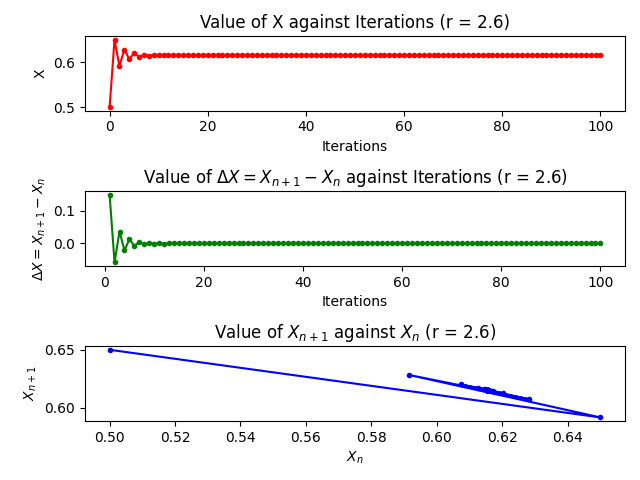 Value of X against Iterations (r = 2.6)
0.6
0.5
X
0 20 40 60 80 100
Iterations
Value of ΔX = Xₙ₊₁ − Xₙ against Iterations (r = 2.6)
0.1
0.0
ΔX = Xₙ₊₁ − Xₙ
0 20 40 60 80 100
Iterations
Value of Xₙ₊₁ against Xₙ (r = 2.6)
0.65
0.60
Xₙ₊₁
0.50 0.52 0.54 0.56 0.58 0.60 0.62 0.64
Xₙ